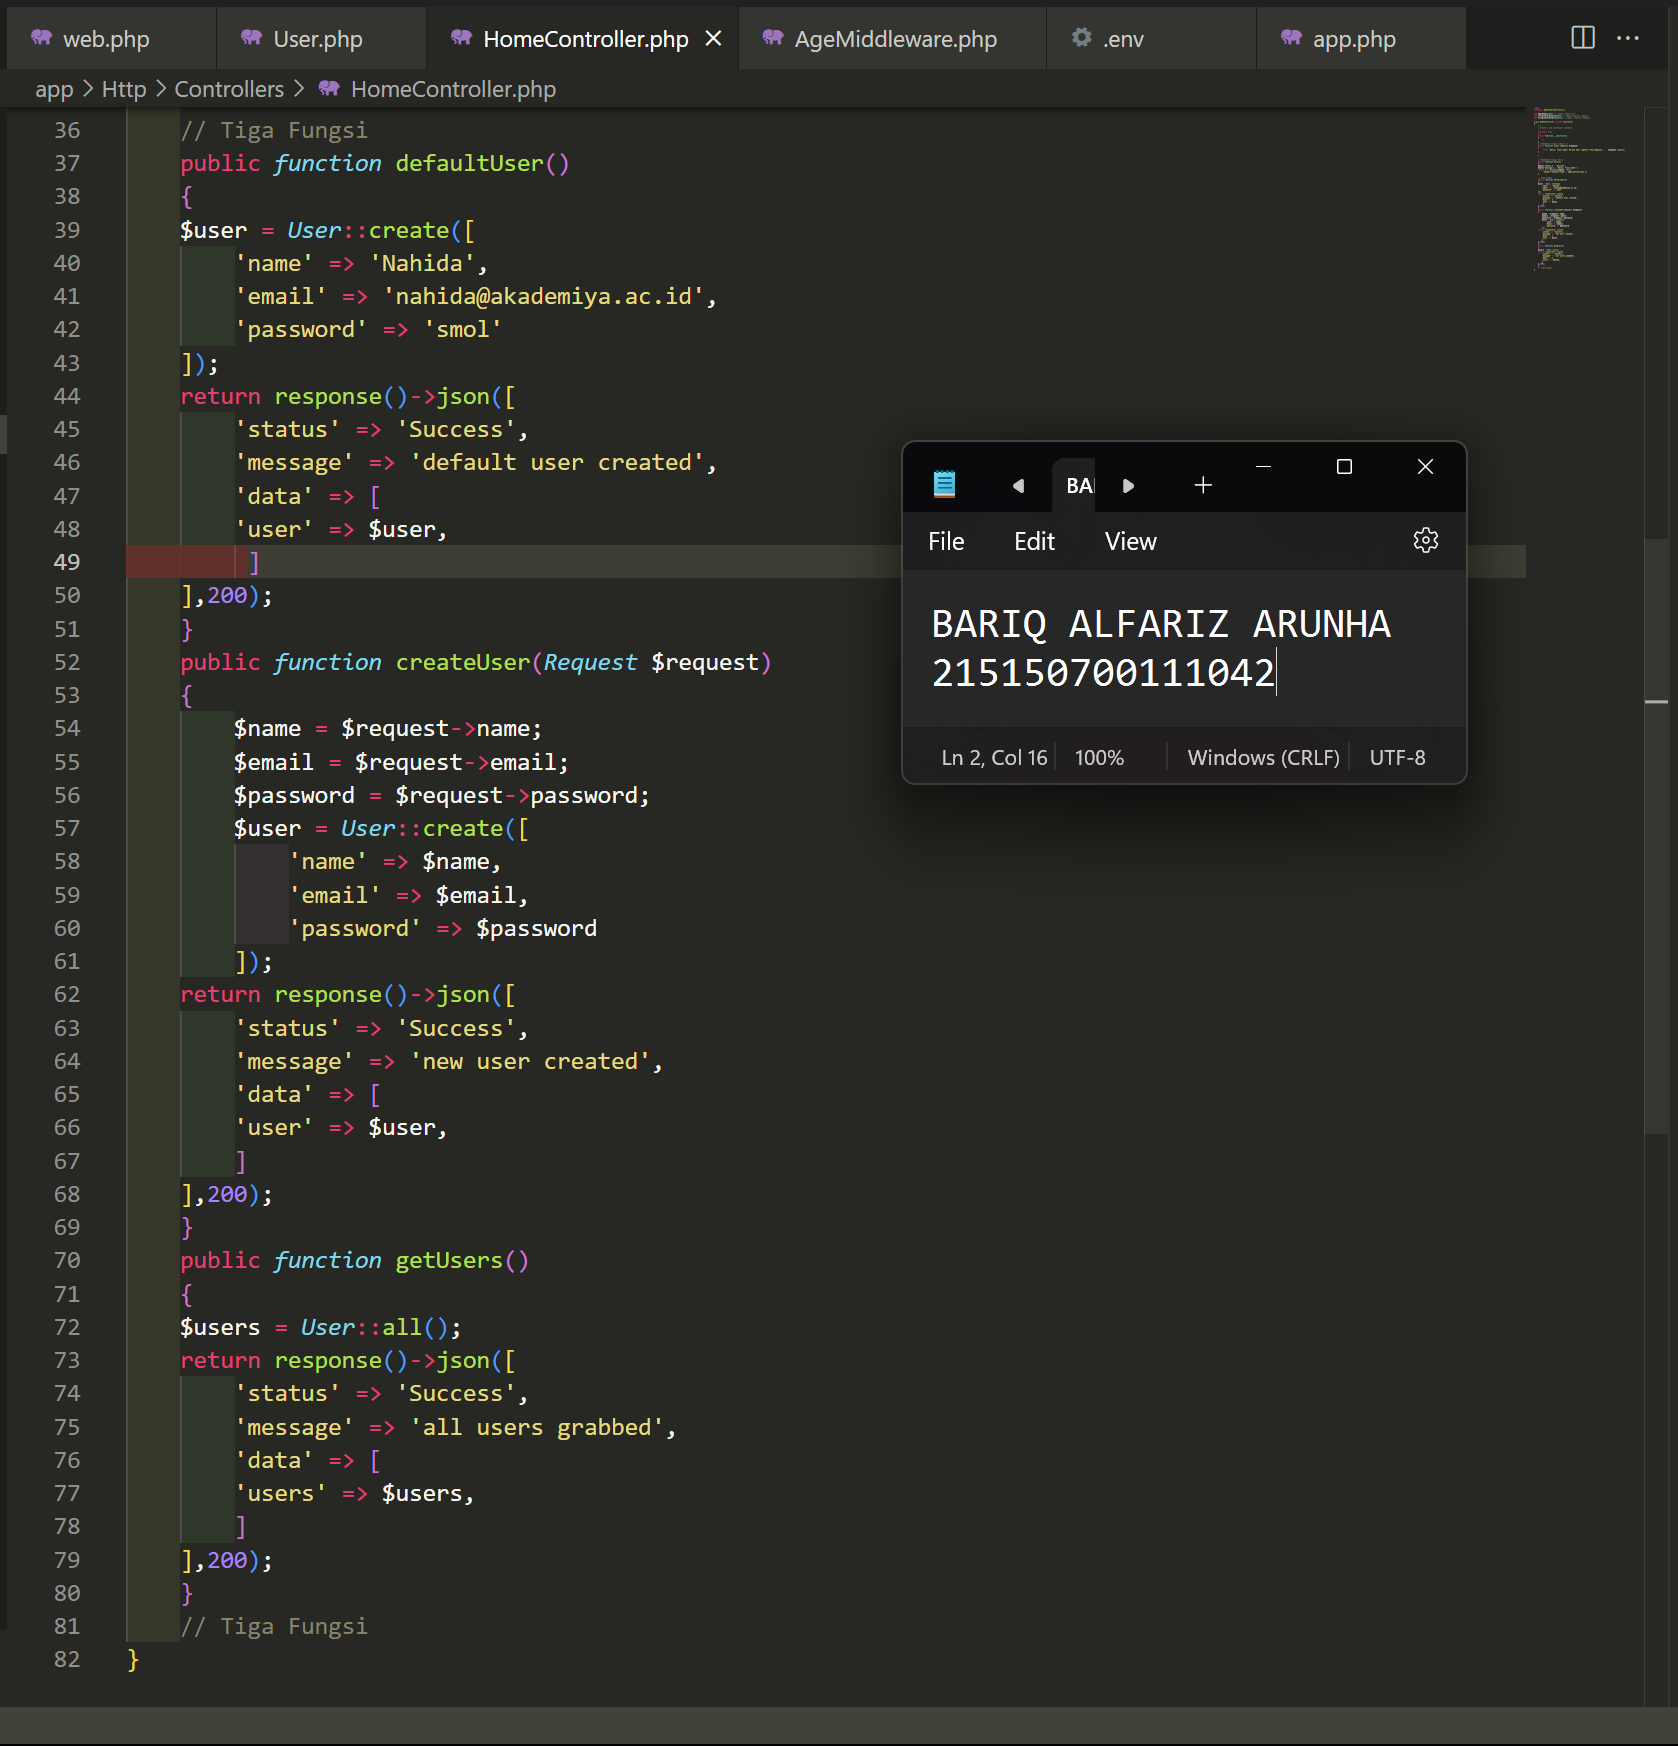 web.php User.php HomeController.php AgeMiddleware.php .env app.php
app > Http > Controllers > HomeController.php
36 // Tiga Fungsi
37 public function defaultUser()
38 {
39 $user = User::create([
40 'name' => 'Nahida',
41 'email' => 'nahida@akademiya.ac.id',
42 'password' => 'smol'
43 ]);
44 return response()->json([
45 'status' => 'Success',
46 'message' => 'default user created',
47 'data' => [
48 'user' => $user,
49 ]
50 ],200);
51 }
52 public function createUser(Request $request)
53 {
54 $name = $request->name;
55 $email = $request->email;
56 $password = $request->password;
57 $user = User::create([
58 'name' => $name,
59 'email' => $email,
60 'password' => $password
61 ]);
62 return response()->json([
63 'status' => 'Success',
64 'message' => 'new user created',
65 'data' => [
66 'user' => $user,
67 ]
68 ],200);
69 }
70 public function getUsers()
71 {
72 $users = User::all();
73 return response()->json([
74 'status' => 'Success',
75 'message' => 'all users grabbed',
76 'data' => [
77 'users' => $users,
78 ]
79 ],200);
80 }
81 // Tiga Fungsi
82 }
BA
File Edit View
BARIQ ALFARIZ ARUNHA
215150700111042
Ln 2, Col 16 100% Windows (CRLF) UTF-8